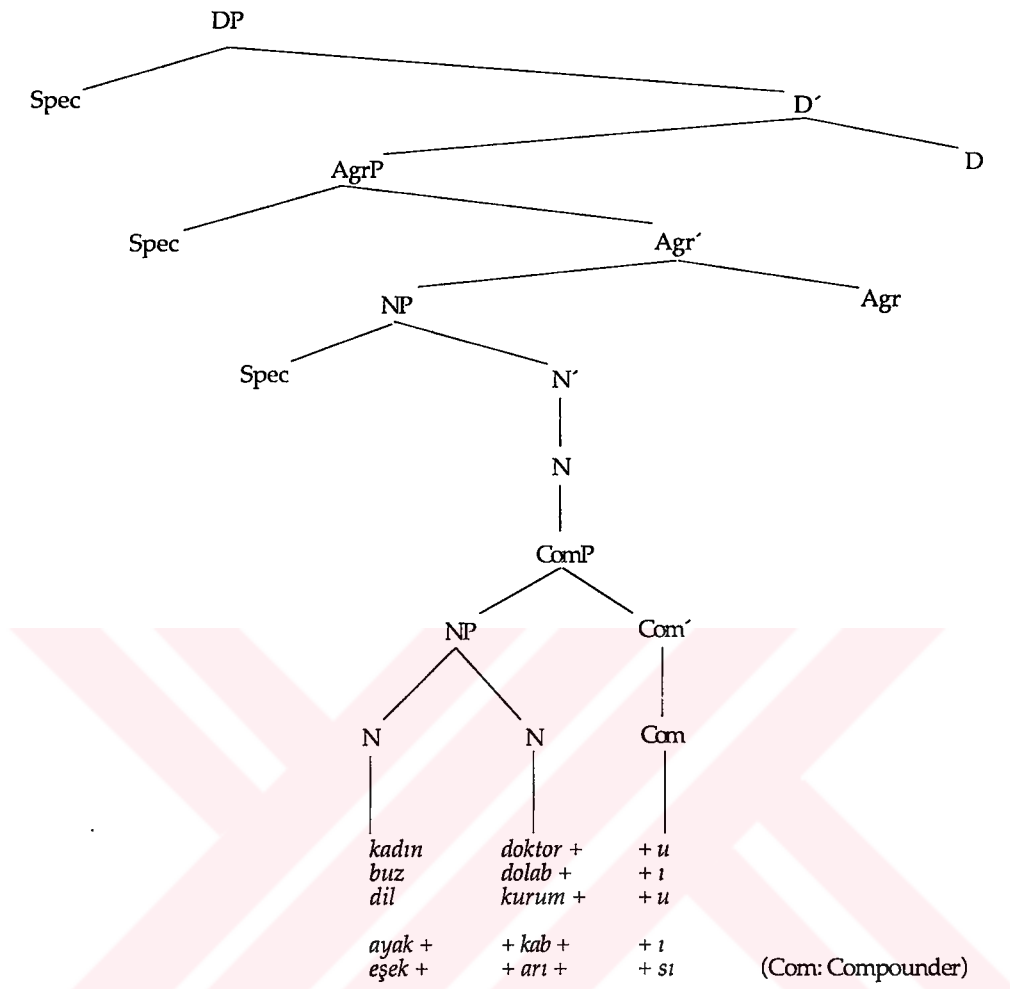 DP
Spec D´
D
AgrP
Spec Agr´
Agr
NP
Spec N´
N
ComP
NP Com´
N N Com
kadın doktor + + u
buz dolab + + ı
dil kurum + + u
ayak + + kab + + ı
eşek + + arı + + sı (Com: Compounder)